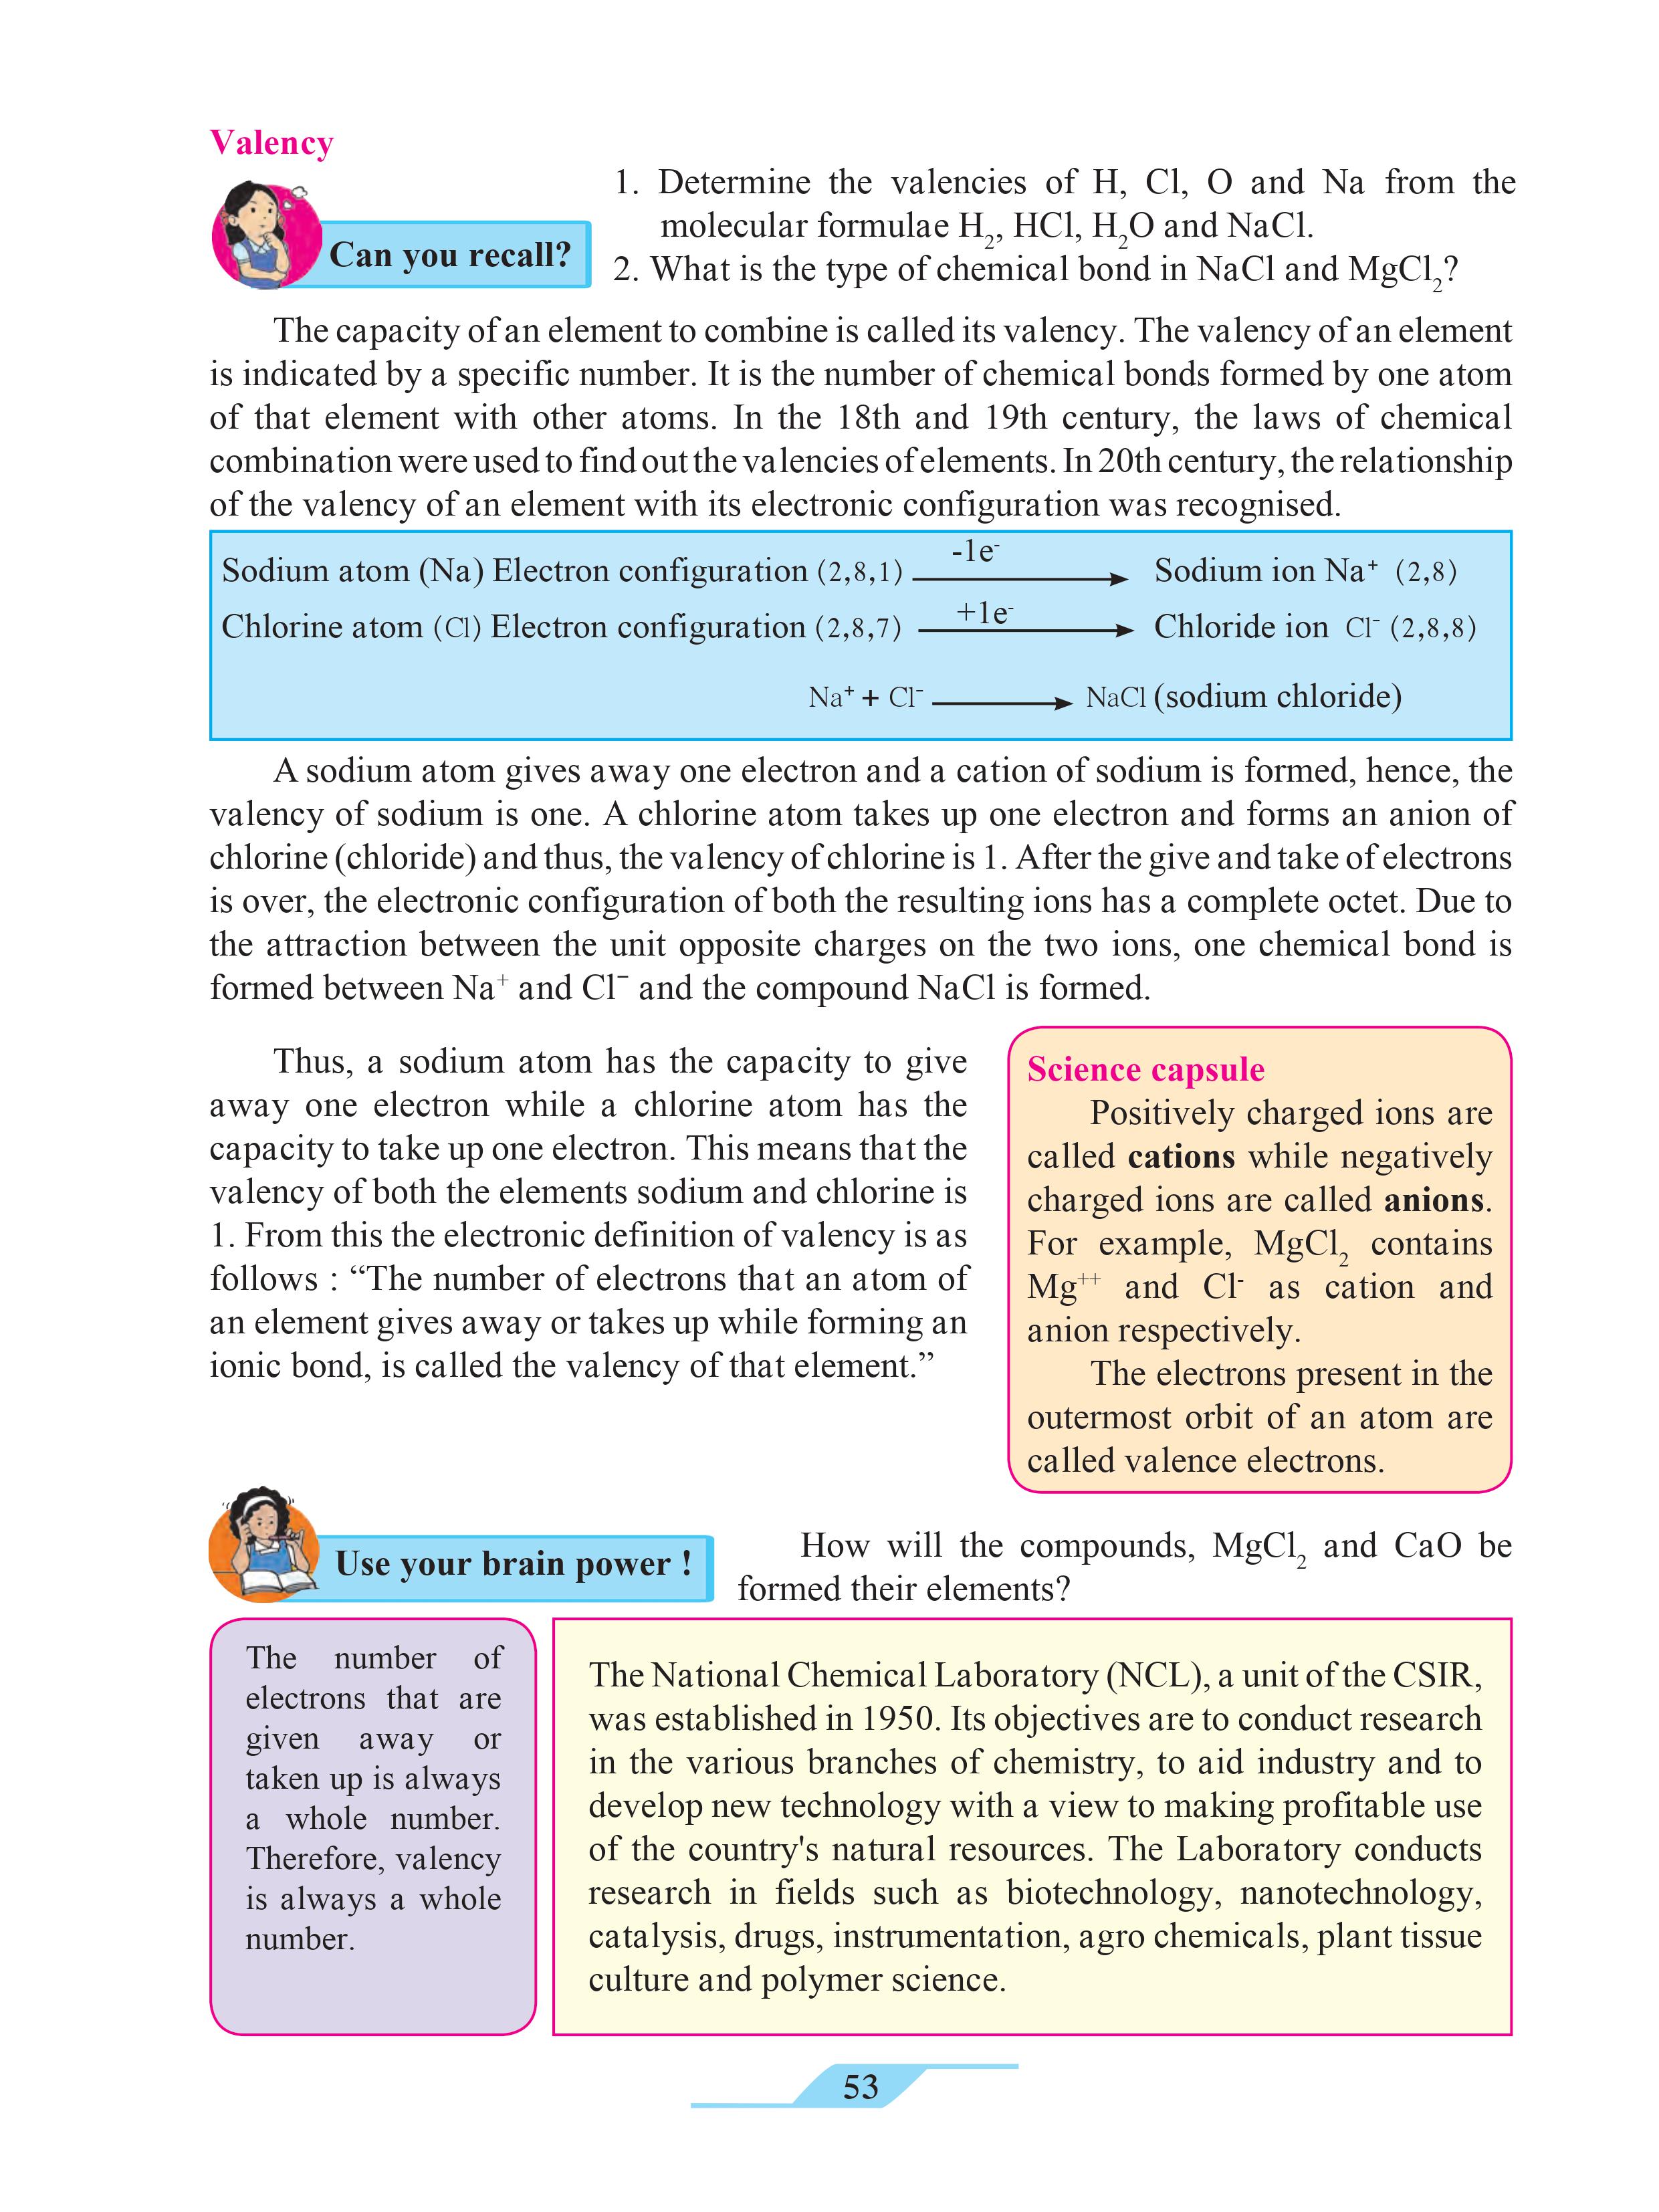 Valency
Can you recall?
1. Determine the valencies of H, Cl, O and Na from the
molecular formulae H₂, HCl, H₂O and NaCl.
2. What is the type of chemical bond in NaCl and MgCl₂?
The capacity of an element to combine is called its valency. The valency of an element
is indicated by a specific number. It is the number of chemical bonds formed by one atom
of that element with other atoms. In the 18th and 19th century, the laws of chemical
combination were used to find out the valencies of elements. In 20th century, the relationship
of the valency of an element with its electronic configuration was recognised.
-1e⁻
Sodium atom (Na) Electron configuration (2,8,1) ⟶ Sodium ion Na⁺ (2,8)
+1e⁻
Chlorine atom (Cl) Electron configuration (2,8,7) ⟶ Chloride ion Cl⁻ (2,8,8)
Na⁺ + Cl⁻ ⟶ NaCl (sodium chloride)
A sodium atom gives away one electron and a cation of sodium is formed, hence, the
valency of sodium is one. A chlorine atom takes up one electron and forms an anion of
chlorine (chloride) and thus, the valency of chlorine is 1. After the give and take of electrons
is over, the electronic configuration of both the resulting ions has a complete octet. Due to
the attraction between the unit opposite charges on the two ions, one chemical bond is
formed between Na⁺ and Cl⁻ and the compound NaCl is formed.
Thus, a sodium atom has the capacity to give
away one electron while a chlorine atom has the
capacity to take up one electron. This means that the
valency of both the elements sodium and chlorine is
1. From this the electronic definition of valency is as
follows : “The number of electrons that an atom of
an element gives away or takes up while forming an
ionic bond, is called the valency of that element.”
Science capsule
Positively charged ions are
called cations while negatively
charged ions are called anions.
For example, MgCl₂ contains
Mg⁺⁺ and Cl⁻ as cation and
anion respectively.
The electrons present in the
outermost orbit of an atom are
called valence electrons.
Use your brain power !
How will the compounds, MgCl₂ and CaO be
formed their elements?
The number of
electrons that are
given away or
taken up is always
a whole number.
Therefore, valency
is always a whole
number.
The National Chemical Laboratory (NCL), a unit of the CSIR,
was established in 1950. Its objectives are to conduct research
in the various branches of chemistry, to aid industry and to
develop new technology with a view to making profitable use
of the country's natural resources. The Laboratory conducts
research in fields such as biotechnology, nanotechnology,
catalysis, drugs, instrumentation, agro chemicals, plant tissue
culture and polymer science.
53